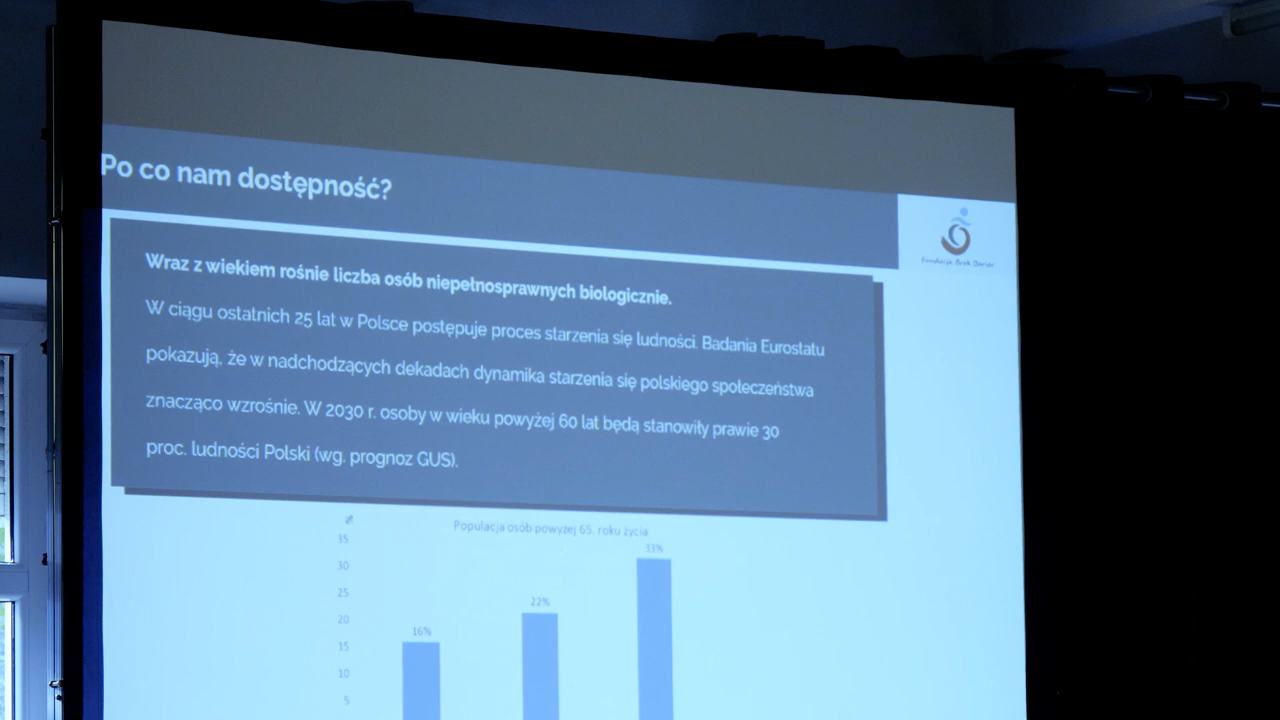 Po co nam dostępność?
Fundacja Brak Barier
Wraz z wiekiem rośnie liczba osób niepełnosprawnych biologicznie.
W ciągu ostatnich 25 lat w Polsce postępuje proces starzenia się ludności. Badania Eurostatu
pokazują, że w nadchodzących dekadach dynamika starzenia się polskiego społeczeństwa
znacząco wzrośnie. W 2030 r. osoby w wieku powyżej 60 lat będą stanowiły prawie 30
proc. ludności Polski (wg. prognoz GUS).
%
Populacja osób powyżej 65. roku życia
35
33%
30
25
22%
20
16%
15
10
5